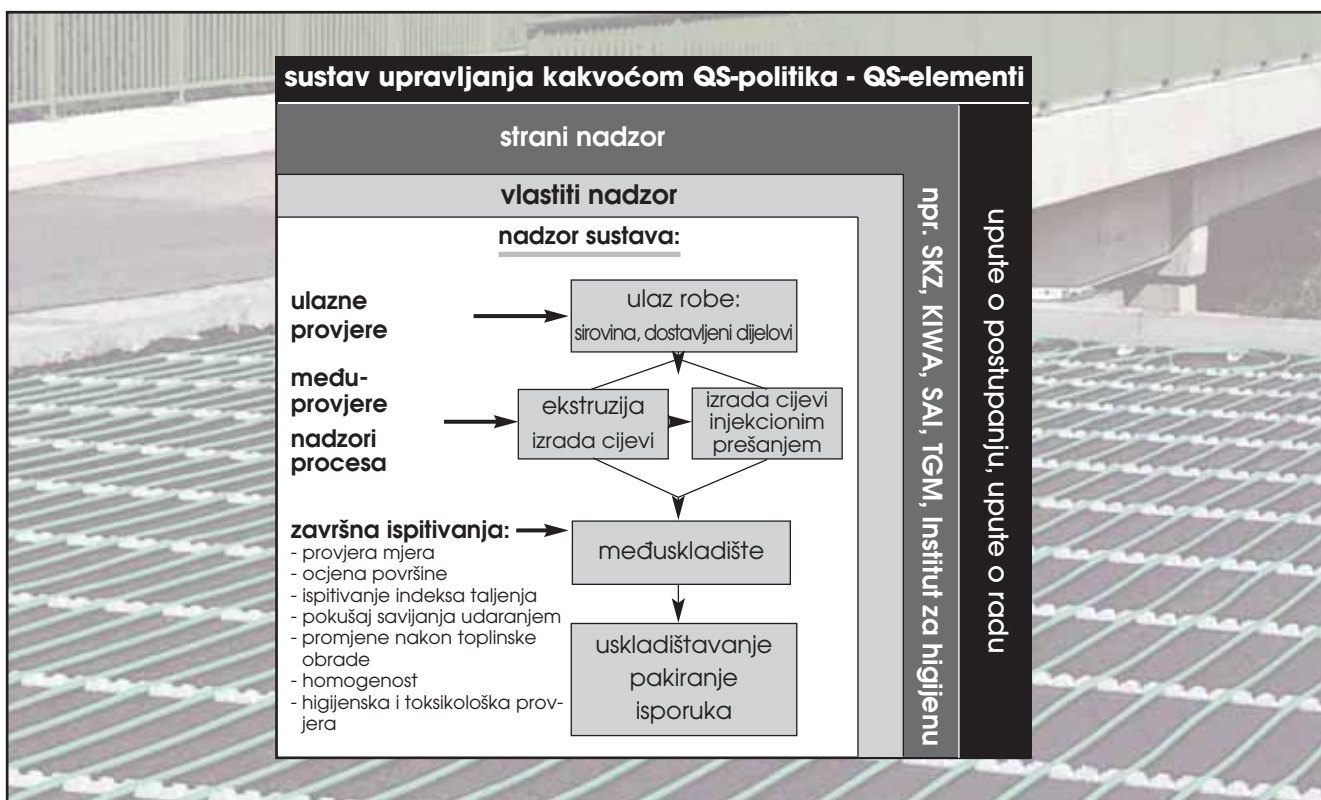 sustav upravljanja kakvoćom QS-politika - QS-elementi
strani nadzor
vlastiti nadzor
nadzor sustava:
ulazne
provjere
ulaz robe:
sirovina, dostavljeni dijelovi
među-
provjere
nadzori
procesa
ekstruzija
izrada cijevi
izrada cijevi
injekcionim
prešanjem
završna ispitivanja:
- provjera mjera
- ocjena površine
- ispitivanje indeksa taljenja
- pokušaj savijanja udaranjem
- promjene nakon toplinske
obrade
- homogenost
- higijenska i toksikološka prov-
jera
međuskladište
uskladištavanje
pakiranje
isporuka
npr. SKZ, KIWA, SAI, TGM, Institut za higijenu
upute o postupanju, upute o radu